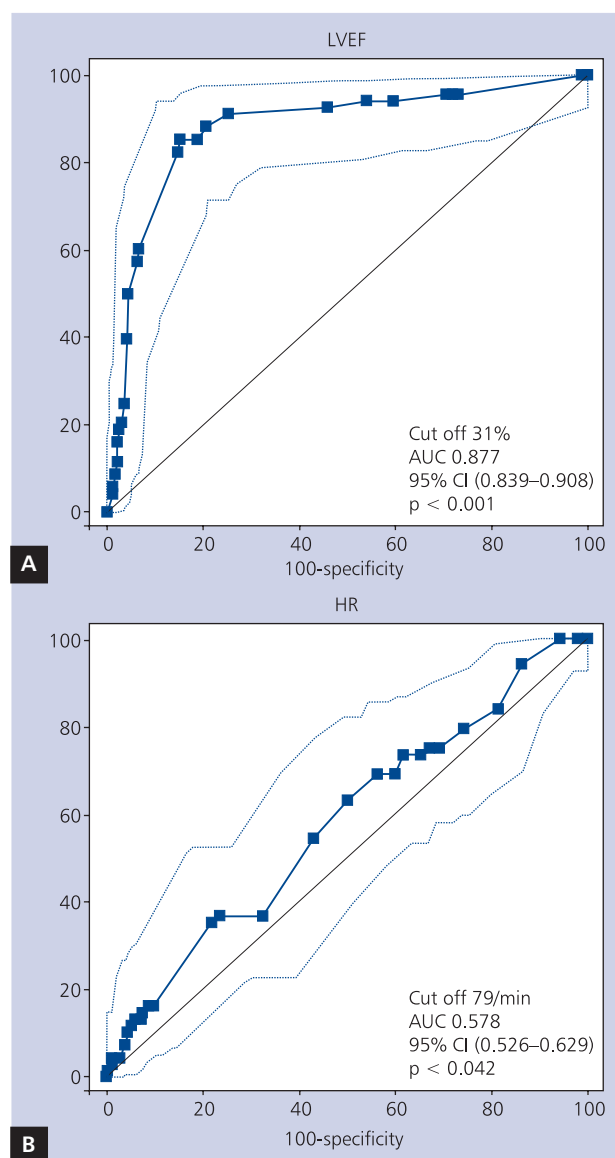 LVEF
100
80
60
40
20
0
0 20 40 60 80 100
100-specificity
Cut off 31%
AUC 0.877
95% CI (0.839–0.908)
p < 0.001
A
HR
100
80
60
40
20
0
0 20 40 60 80 100
100-specificity
Cut off 79/min
AUC 0.578
95% CI (0.526–0.629)
p < 0.042
B